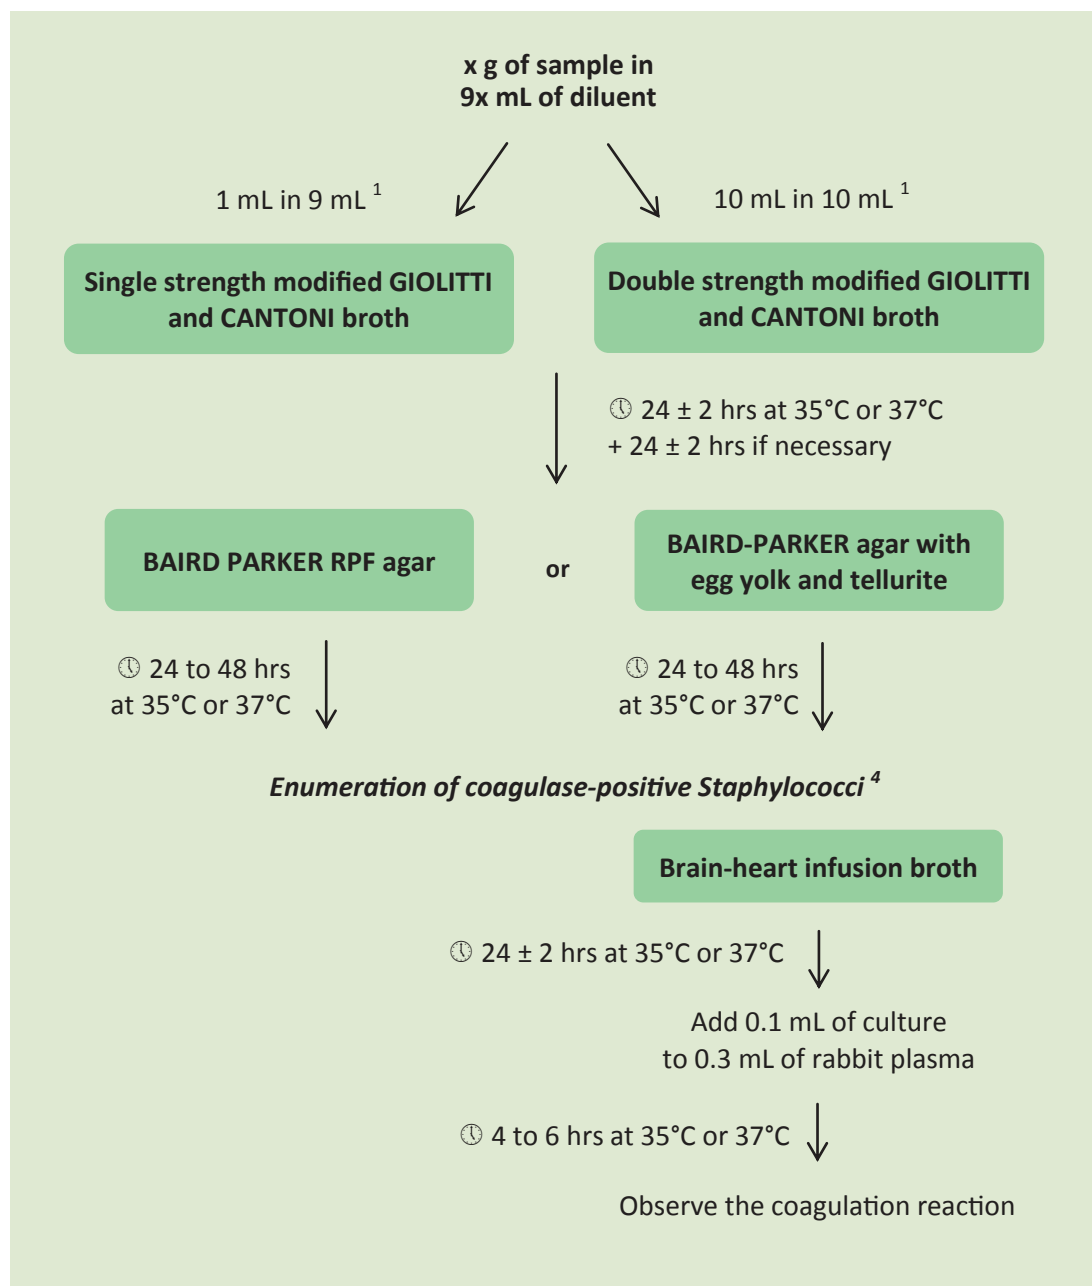 x g of sample in
9x mL of diluent
1 mL in 9 mL 1
10 mL in 10 mL 1
Single strength modified GIOLITTI
and CANTONI broth
Double strength modified GIOLITTI
and CANTONI broth
24 ± 2 hrs at 35°C or 37°C
+ 24 ± 2 hrs if necessary
BAIRD PARKER RPF agar
or
BAIRD-PARKER agar with
egg yolk and tellurite
24 to 48 hrs
at 35°C or 37°C
24 to 48 hrs
at 35°C or 37°C
Enumeration of coagulase-positive Staphylococci 4
Brain-heart infusion broth
24 ± 2 hrs at 35°C or 37°C
Add 0.1 mL of culture
to 0.3 mL of rabbit plasma
4 to 6 hrs at 35°C or 37°C
Observe the coagulation reaction